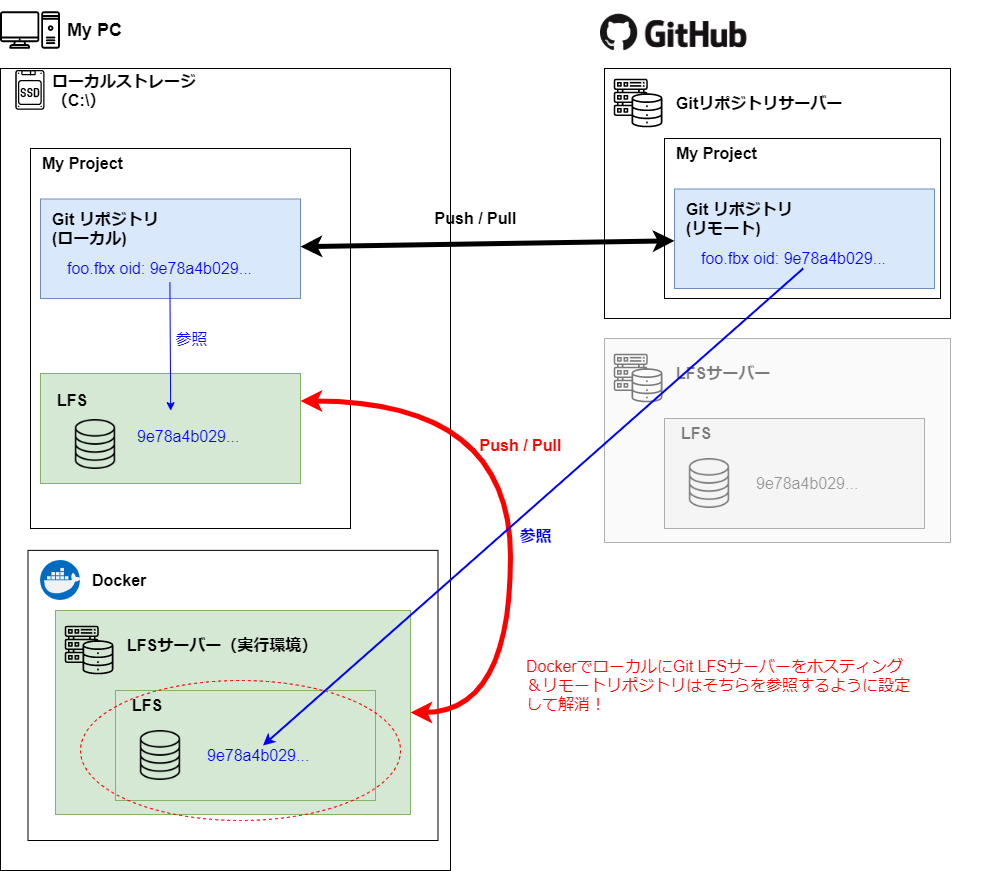 My PC
GitHub
SSD
ローカルストレージ
（C:\）
Gitリポジトリサーバー
My Project
My Project
Git リポジトリ
(ローカル)
foo.fbx oid: 9e78a4b029...
Push / Pull
Git リポジトリ
(リモート)
foo.fbx oid: 9e78a4b029...
参照
LFS
9e78a4b029...
LFSサーバー
LFS
9e78a4b029...
Push / Pull
参照
Docker
LFSサーバー（実行環境）
LFS
9e78a4b029...
DockerでローカルにGit LFSサーバーをホスティング
＆リモートリポジトリはそちらを参照するように設定
して解消！